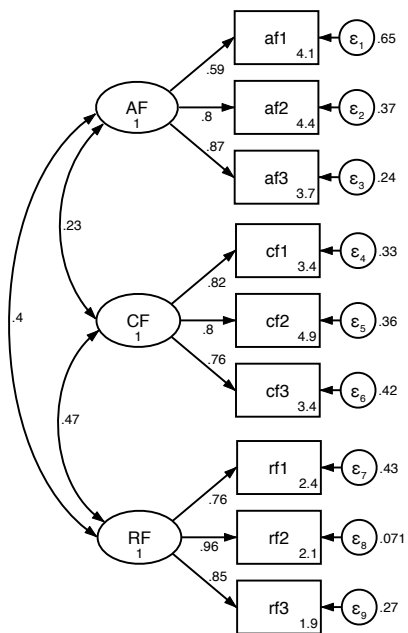 af1
4.1
ε1
.65
.59
AF
1
af2
4.4
ε2
.37
.8
af3
3.7
ε3
.24
.87
.23
cf1
3.4
ε4
.33
.82
.4
CF
1
cf2
4.9
ε5
.36
.8
cf3
3.4
ε6
.42
.76
.47
rf1
2.4
ε7
.43
.76
RF
1
rf2
2.1
ε8
.071
.96
rf3
1.9
ε9
.27
.85